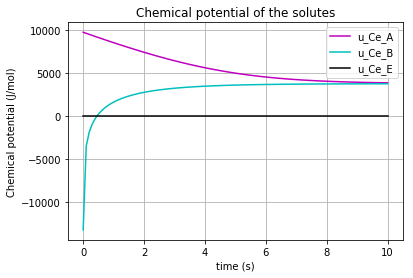 Chemical potential of the solutes
10000
5000
0
−5000
−10000
Chemical potential (J/mol)
u_Ce_A
u_Ce_B
u_Ce_E
0
2
4
6
8
10
time (s)